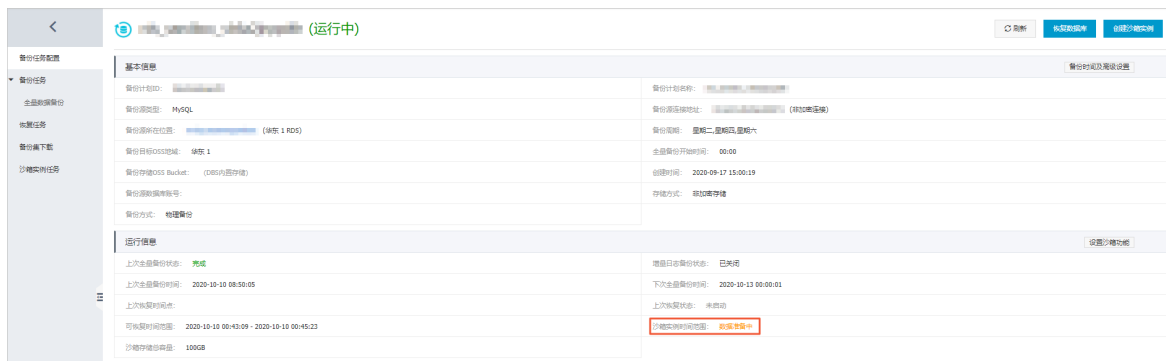 (运行中)
刷新
恢复数据库
创建沙箱实例
备份任务配置
备份任务
全量数据备份
恢复任务
备份集下载
沙箱实例任务
基本信息
备份时间及高级设置
备份计划ID:
备份计划名称:
备份源类型: MySQL
备份源连接地址: (非加密连接)
备份源所在位置: (华东 1 RDS)
备份周期: 星期二,星期四,星期六
备份目标OSS地域: 华东 1
全量备份开始时间: 00:00
备份存储OSS Bucket: (DBS内置存储)
创建时间: 2020-09-17 15:00:19
备份源数据库账号:
存储方式: 非加密存储
备份方式: 物理备份
运行信息
设置沙箱功能
上次全量备份状态: 完成
增量日志备份状态: 已关闭
上次全量备份时间: 2020-10-10 08:50:05
下次全量备份时间: 2020-10-13 00:00:01
上次恢复时间点:
上次恢复状态: 未启动
可恢复时间范围: 2020-10-10 00:43:09 - 2020-10-10 00:45:23
沙箱实例时间范围: 数据准备中
沙箱存储总容量: 100GB